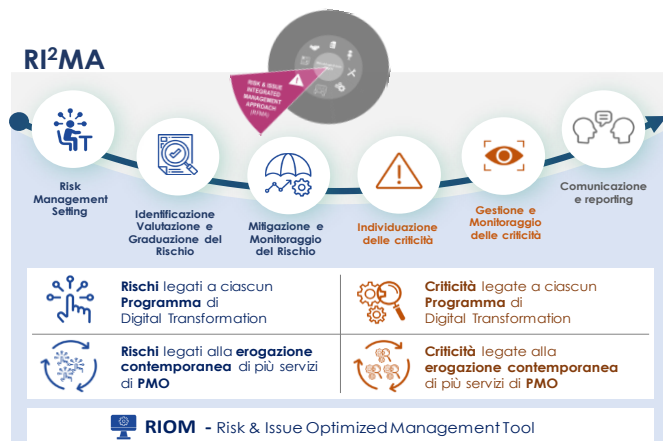 RI²MA
RISK & ISSUE
INTEGRATED
MANAGEMENT
APPROACH
Risk
Management
Setting
Identificazione
Valutazione e
Graduazione del
Rischio
Mitigazione e
Monitoraggio
del Rischio
Individuazione
delle criticità
Gestione e
Monitoraggio
delle criticità
Comunicazione
e reporting
Rischi legati a ciascun
Programma di
Digital Transformation
Criticità legate a ciascun
Programma di
Digital Transformation
Rischi legati alla erogazione
contemporanea di più servizi
di PMO
Criticità legate alla
erogazione contemporanea
di più servizi di PMO
RIOM - Risk & Issue Optimized Management Tool